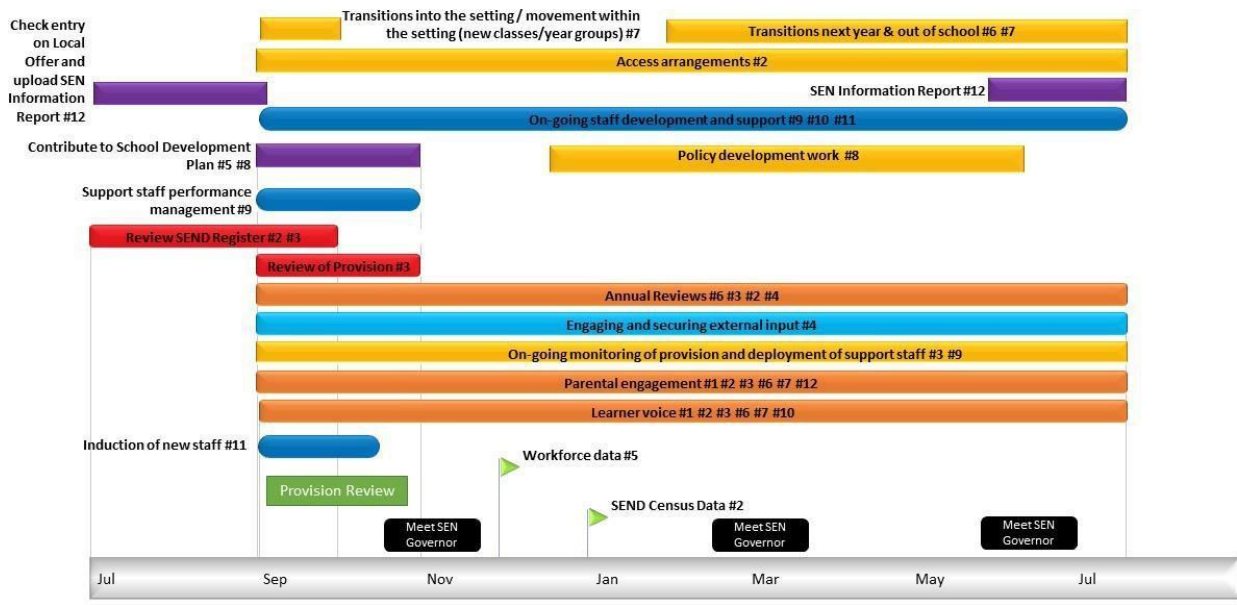 Check entry
on Local
Offer and
upload SEN
Information
Report #12
Transitions into the setting / movement within
the setting (new classes/year groups) #7
Transitions next year & out of school #6 #7
Access arrangements #2
SEN Information Report #12
On-going staff development and support #9 #10 #11
Contribute to School Development
Plan #5 #8
Policy development work #8
Support staff performance
management #9
Review SEND Register #2 #3
Review of Provision #3
Annual Reviews #6 #3 #2 #4
Engaging and securing external input #4
On-going monitoring of provision and deployment of support staff #3 #9
Parental engagement #1 #2 #3 #6 #7 #12
Learner voice #1 #2 #3 #6 #7 #10
Induction of new staff #11
Workforce data #5
Provision Review
SEND Census Data #2
Meet SEN
Governor
Meet SEN
Governor
Meet SEN
Governor
Jul Sep Nov Jan Mar May Jul